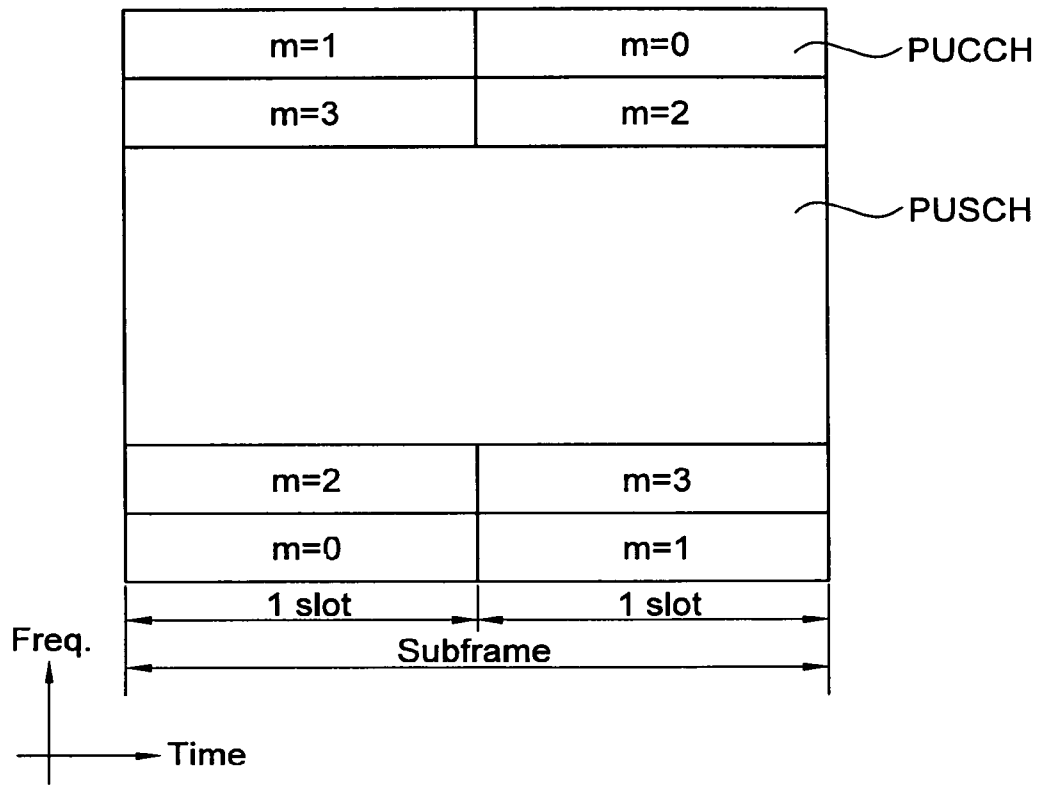 m=1 m=0 PUCCH
m=3 m=2
PUSCH
m=2 m=3
m=0 m=1
1 slot 1 slot
Freq.
Subframe
Time